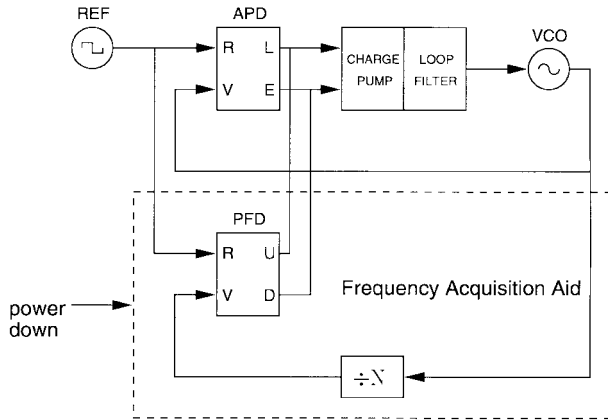 REF
APD
VCO
R L
V E
CHARGE PUMP
LOOP FILTER
PFD
R U
V D
Frequency Acquisition Aid
power down
÷N